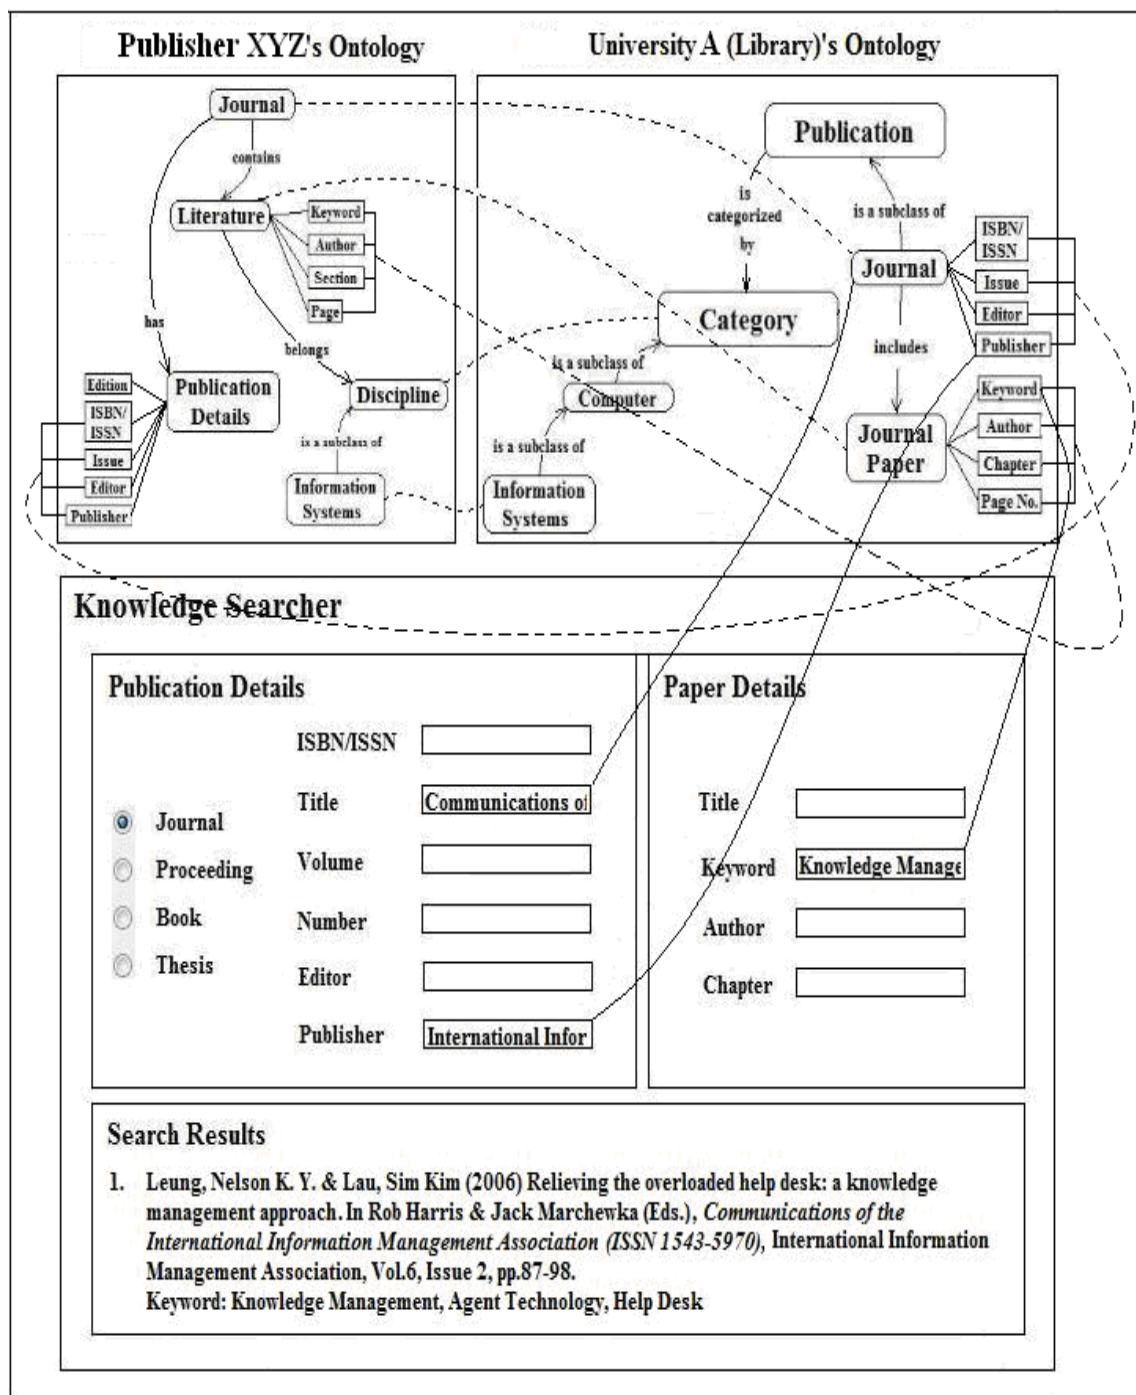 Publisher XYZ's Ontology
Journal
contains
Literature
Keyword
Author
Section
Page
has
belongs
Edition
ISBN/
ISSN
Issue
Editor
Publisher
Publication
Details
Discipline
is a subclass of
Information
Systems
University A (Library)'s Ontology
Publication
is
categorized
by
is a subclass of
Journal
ISBN/
ISSN
Issue
Editor
Publisher
Category
includes
is a subclass of
Computer
is a subclass of
Information
Systems
Journal
Paper
Keyword
Author
Chapter
Page No.
Knowledge Searcher
Publication Details
Journal
Proceeding
Book
Thesis
ISBN/ISSN
Title Communications of
Volume
Number
Editor
Publisher International Infor
Paper Details
Title
Keyword Knowledge Manage
Author
Chapter
Search Results
1. Leung, Nelson K. Y. & Lau, Sim Kim (2006) Relieving the overloaded help desk: a knowledge
management approach. In Rob Harris & Jack Marchewka (Eds.), Communications of the
International Information Management Association (ISSN 1543-5970), International Information
Management Association, Vol.6, Issue 2, pp.87-98.
Keyword: Knowledge Management, Agent Technology, Help Desk